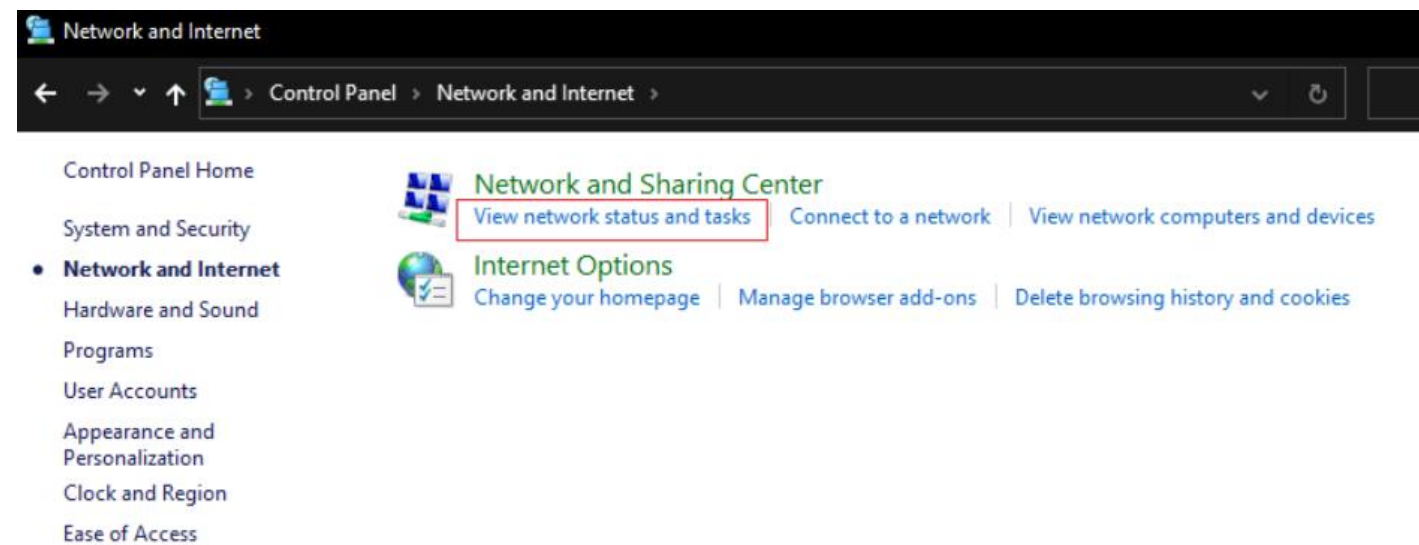 Network and Internet
Control Panel > Network and Internet >
Control Panel Home
System and Security
Network and Internet
Hardware and Sound
Programs
User Accounts
Appearance and
Personalization
Clock and Region
Ease of Access
Network and Sharing Center
View network status and tasks | Connect to a network | View network computers and devices
Internet Options
Change your homepage | Manage browser add-ons | Delete browsing history and cookies